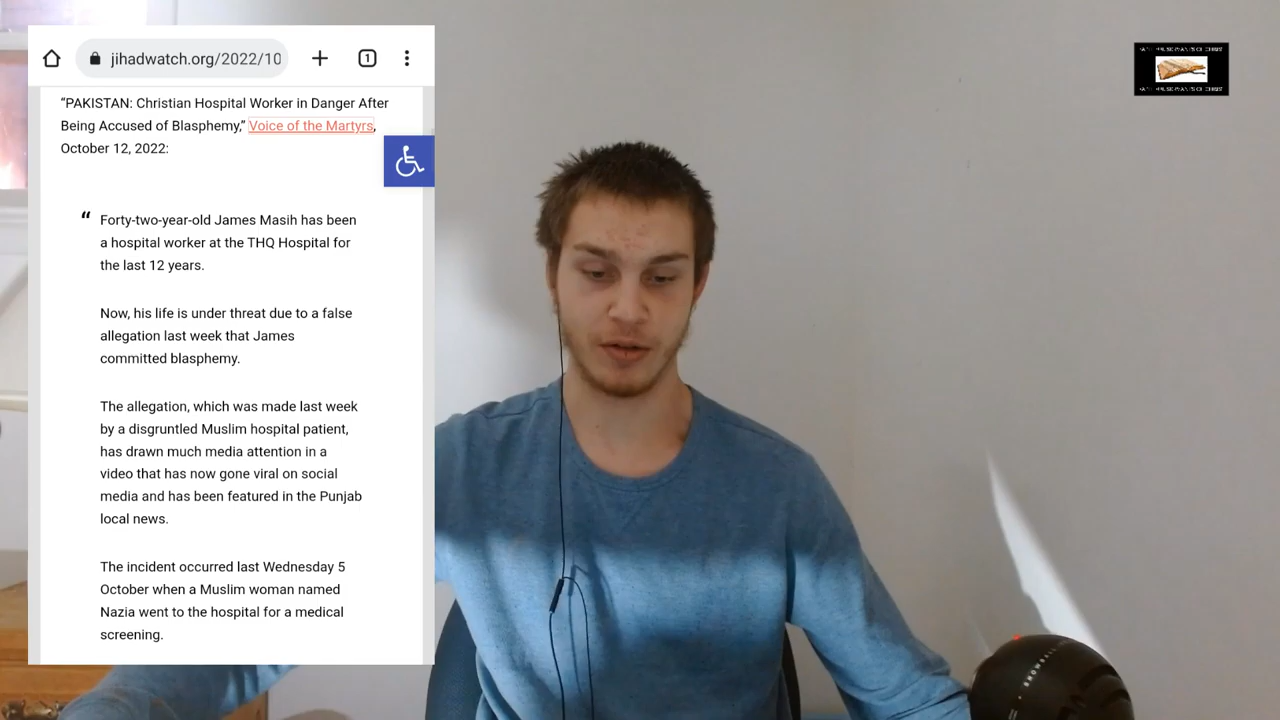 jihadwatch.org/2022/10
1
“PAKISTAN: Christian Hospital Worker in Danger After
Being Accused of Blasphemy,” Voice of the Martyrs,
October 12, 2022:
“ Forty-two-year-old James Masih has been
a hospital worker at the THQ Hospital for
the last 12 years.
Now, his life is under threat due to a false
allegation last week that James
committed blasphemy.
The allegation, which was made last week
by a disgruntled Muslim hospital patient,
has drawn much media attention in a
video that has now gone viral on social
media and has been featured in the Punjab
local news.
The incident occurred last Wednesday 5
October when a Muslim woman named
Nazia went to the hospital for a medical
screening.